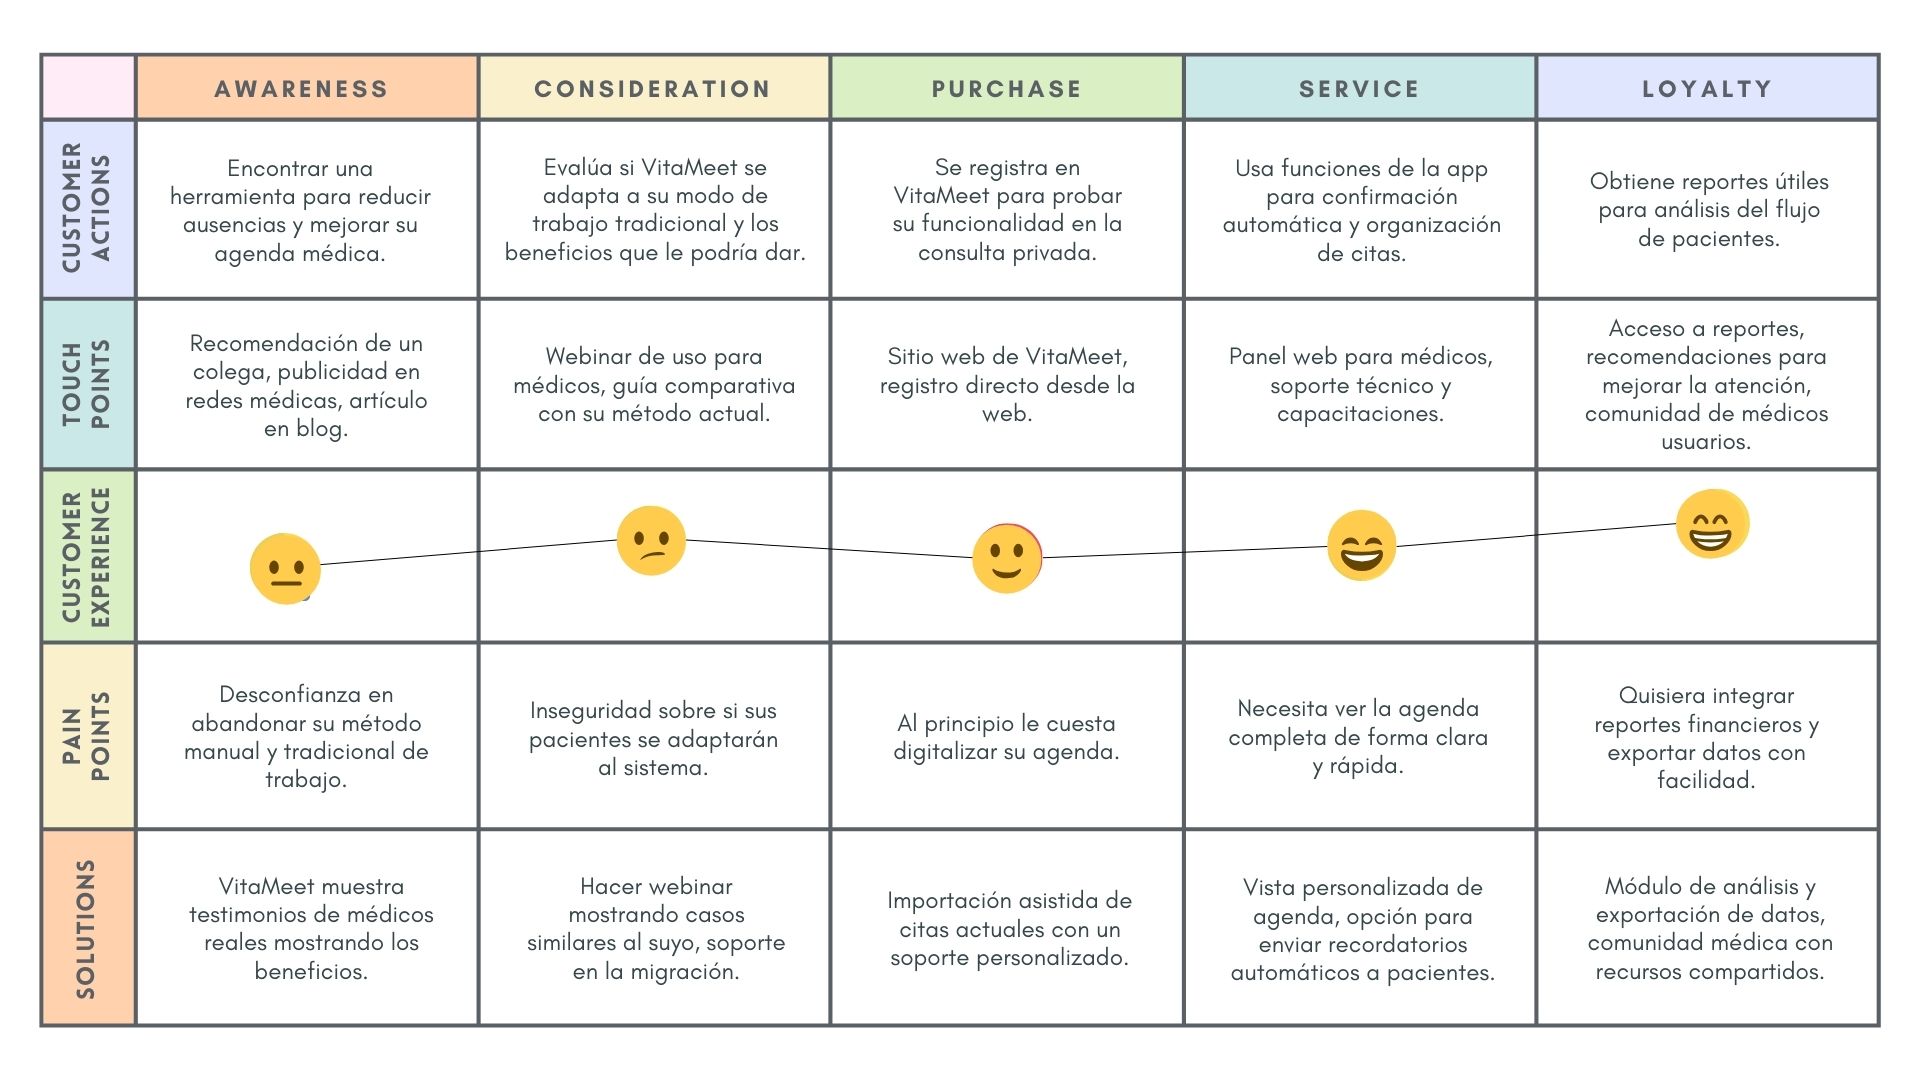 AWARENESS
CONSIDERATION
PURCHASE
SERVICE
LOYALTY
CUSTOMER
ACTIONS
Encontrar una
herramienta para reducir
ausencias y mejorar su
agenda médica.
Evalúa si VitaMeet se
adapta a su modo de
trabajo tradicional y los
beneficios que le podría dar.
Se registra en
VitaMeet para probar
su funcionalidad en la
consulta privada.
Usa funciones de la app
para confirmación
automática y organización
de citas.
Obtiene reportes útiles
para análisis del flujo
de pacientes.
TOUCH
POINTS
Recomendación de un
colega, publicidad en
redes médicas, artículo
en blog.
Webinar de uso para
médicos, guía comparativa
con su método actual.
Sitio web de VitaMeet,
registro directo desde la
web.
Panel web para médicos,
soporte técnico y
capacitaciones.
Acceso a reportes,
recomendaciones para
mejorar la atención,
comunidad de médicos
usuarios.
CUSTOMER
EXPERIENCE
PAIN
POINTS
Desconfianza en
abandonar su método
manual y tradicional de
trabajo.
Inseguridad sobre si sus
pacientes se adaptarán
al sistema.
Al principio le cuesta
digitalizar su agenda.
Necesita ver la agenda
completa de forma clara
y rápida.
Quisiera integrar
reportes financieros y
exportar datos con
facilidad.
SOLUTIONS
VitaMeet muestra
testimonios de médicos
reales mostrando los
beneficios.
Hacer webinar
mostrando casos
similares al suyo, soporte
en la migración.
Importación asistida de
citas actuales con un
soporte personalizado.
Vista personalizada de
agenda, opción para
enviar recordatorios
automáticos a pacientes.
Módulo de análisis y
exportación de datos,
comunidad médica con
recursos compartidos.